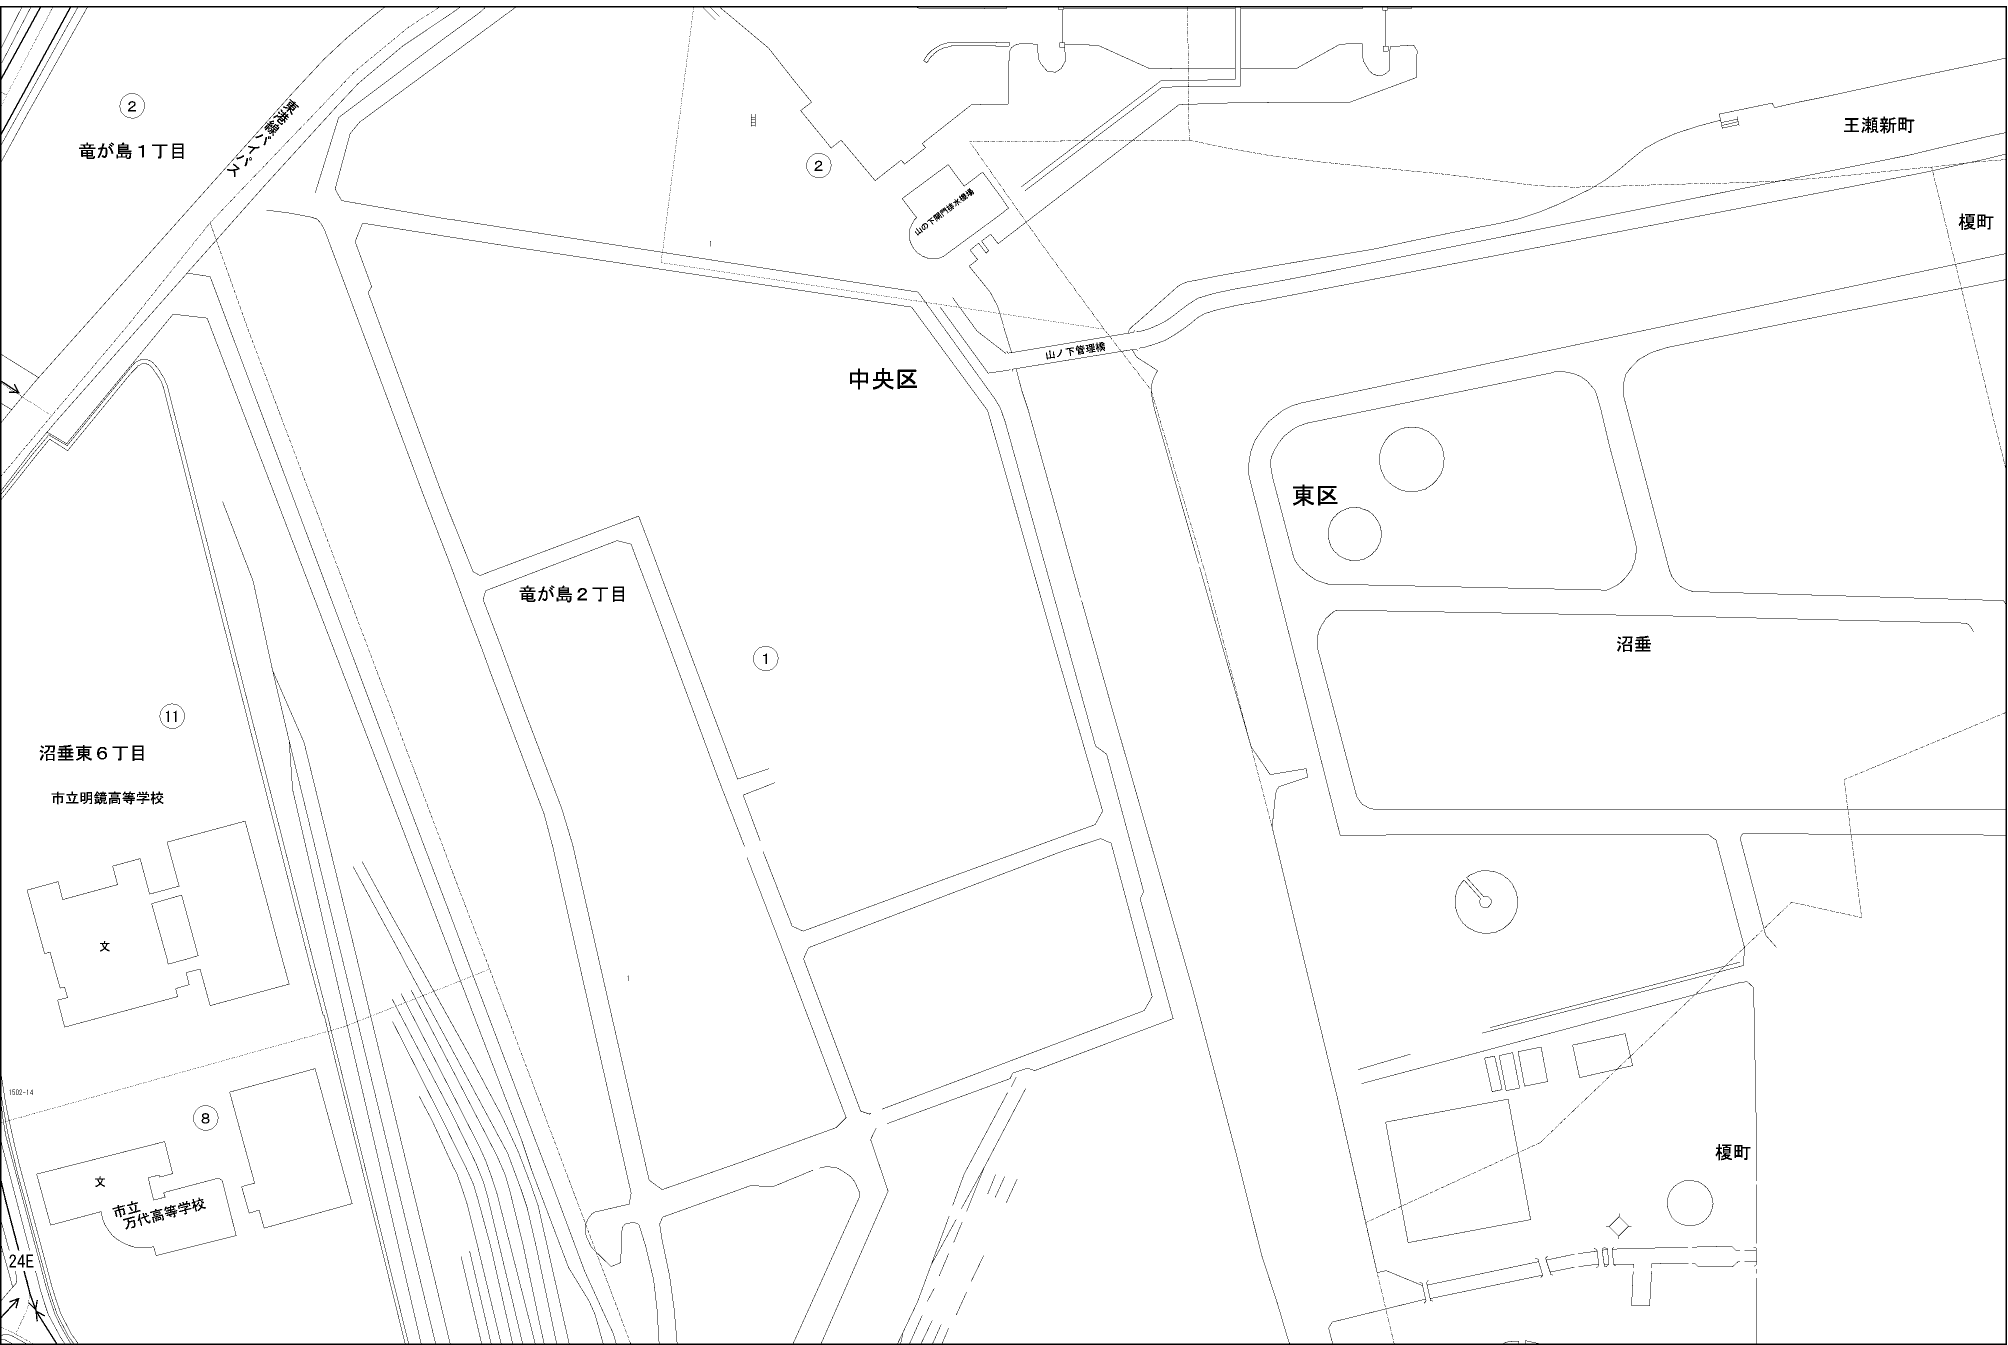 ②
竜が島１丁目
東港線バイパス
②
山の下閘門排水機場
王瀬新町
榎町
山ノ下管理橋
中央区
東区
竜が島２丁目
沼垂
①
⑪
沼垂東６丁目
市立明鏡高等学校
文
1502-14
⑧
文
市立
万代高等学校
榎町
24E